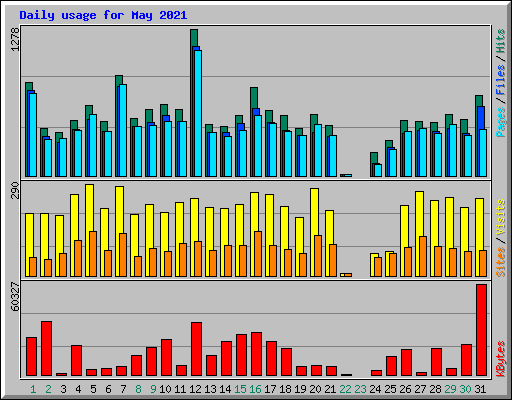 Daily usage for May 2021
1278
Pages / Files / Hits
290
Sites / Visits
60327
KBytes
1 2 3 4 5 6 7 8 9 10 11 12 13 14 15 16 17 18 19 20 21 22 23 24 25 26 27 28 29 30 31